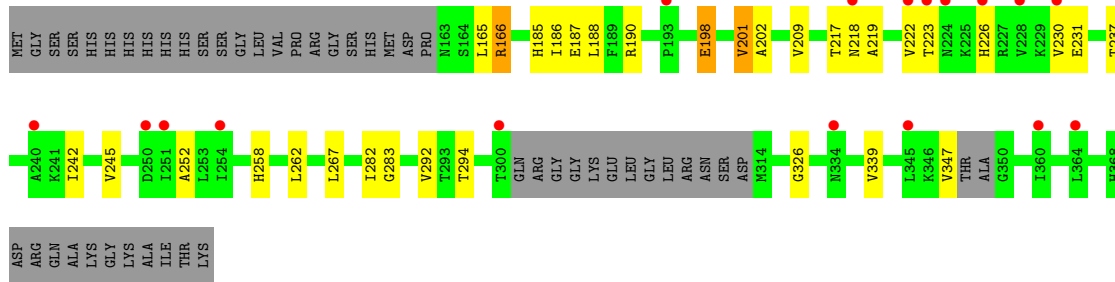 MET GLY SER SER HIS HIS HIS HIS HIS HIS SER SER GLY LEU VAL PRO ARG GLY SER HIS MET ASP PRO N163 S164 L165 R166 H185 I186 E187 L188 F189 R190 P193 E198 V201 A202 V209 T217 N218 A219 V222 T223 N224 K225 H226 R227 V228 K229 V230 E231 T237
A240 K241 I242 V245 D250 I251 A252 L253 I254 H258 L262 L267 I282 G283 V292 T293 T294 T300 GLN ARG GLY GLY LYS GLU LEU GLY LEU ARG ASN SER ASP M314 G326 N334 V339 L345 K346 V347 THR ALA G350 I360 L364 H368
ASP ARG GLN ALA LYS GLY LYS ALA ILE THR LYS